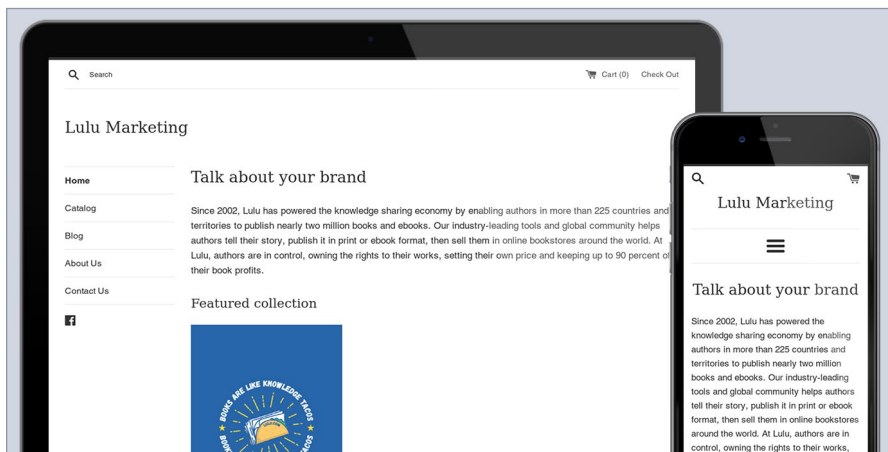 Search
Cart (0)
Check Out
Lulu Marketing
Home
Catalog
Blog
About Us
Contact Us
Talk about your brand
Since 2002, Lulu has powered the knowledge sharing economy by enabling authors in more than 225 countries and
territories to publish nearly two million books and ebooks. Our industry-leading tools and global community helps
authors tell their story, publish it in print or ebook format, then sell them in online bookstores around the world. At
Lulu, authors are in control, owning the rights to their works, setting their own price and keeping up to 90 percent of
their book profits.
Featured collection
BOOKS ARE LIKE KNOWLEDGE TACOS
Lulu Marketing
Talk about your brand
Since 2002, Lulu has powered the
knowledge sharing economy by enabling
authors in more than 225 countries and
territories to publish nearly two million
books and ebooks. Our industry-leading
tools and global community helps authors
tell their story, publish it in print or ebook
format, then sell them in online bookstores
around the world. At Lulu, authors are in
control, owning the rights to their works,